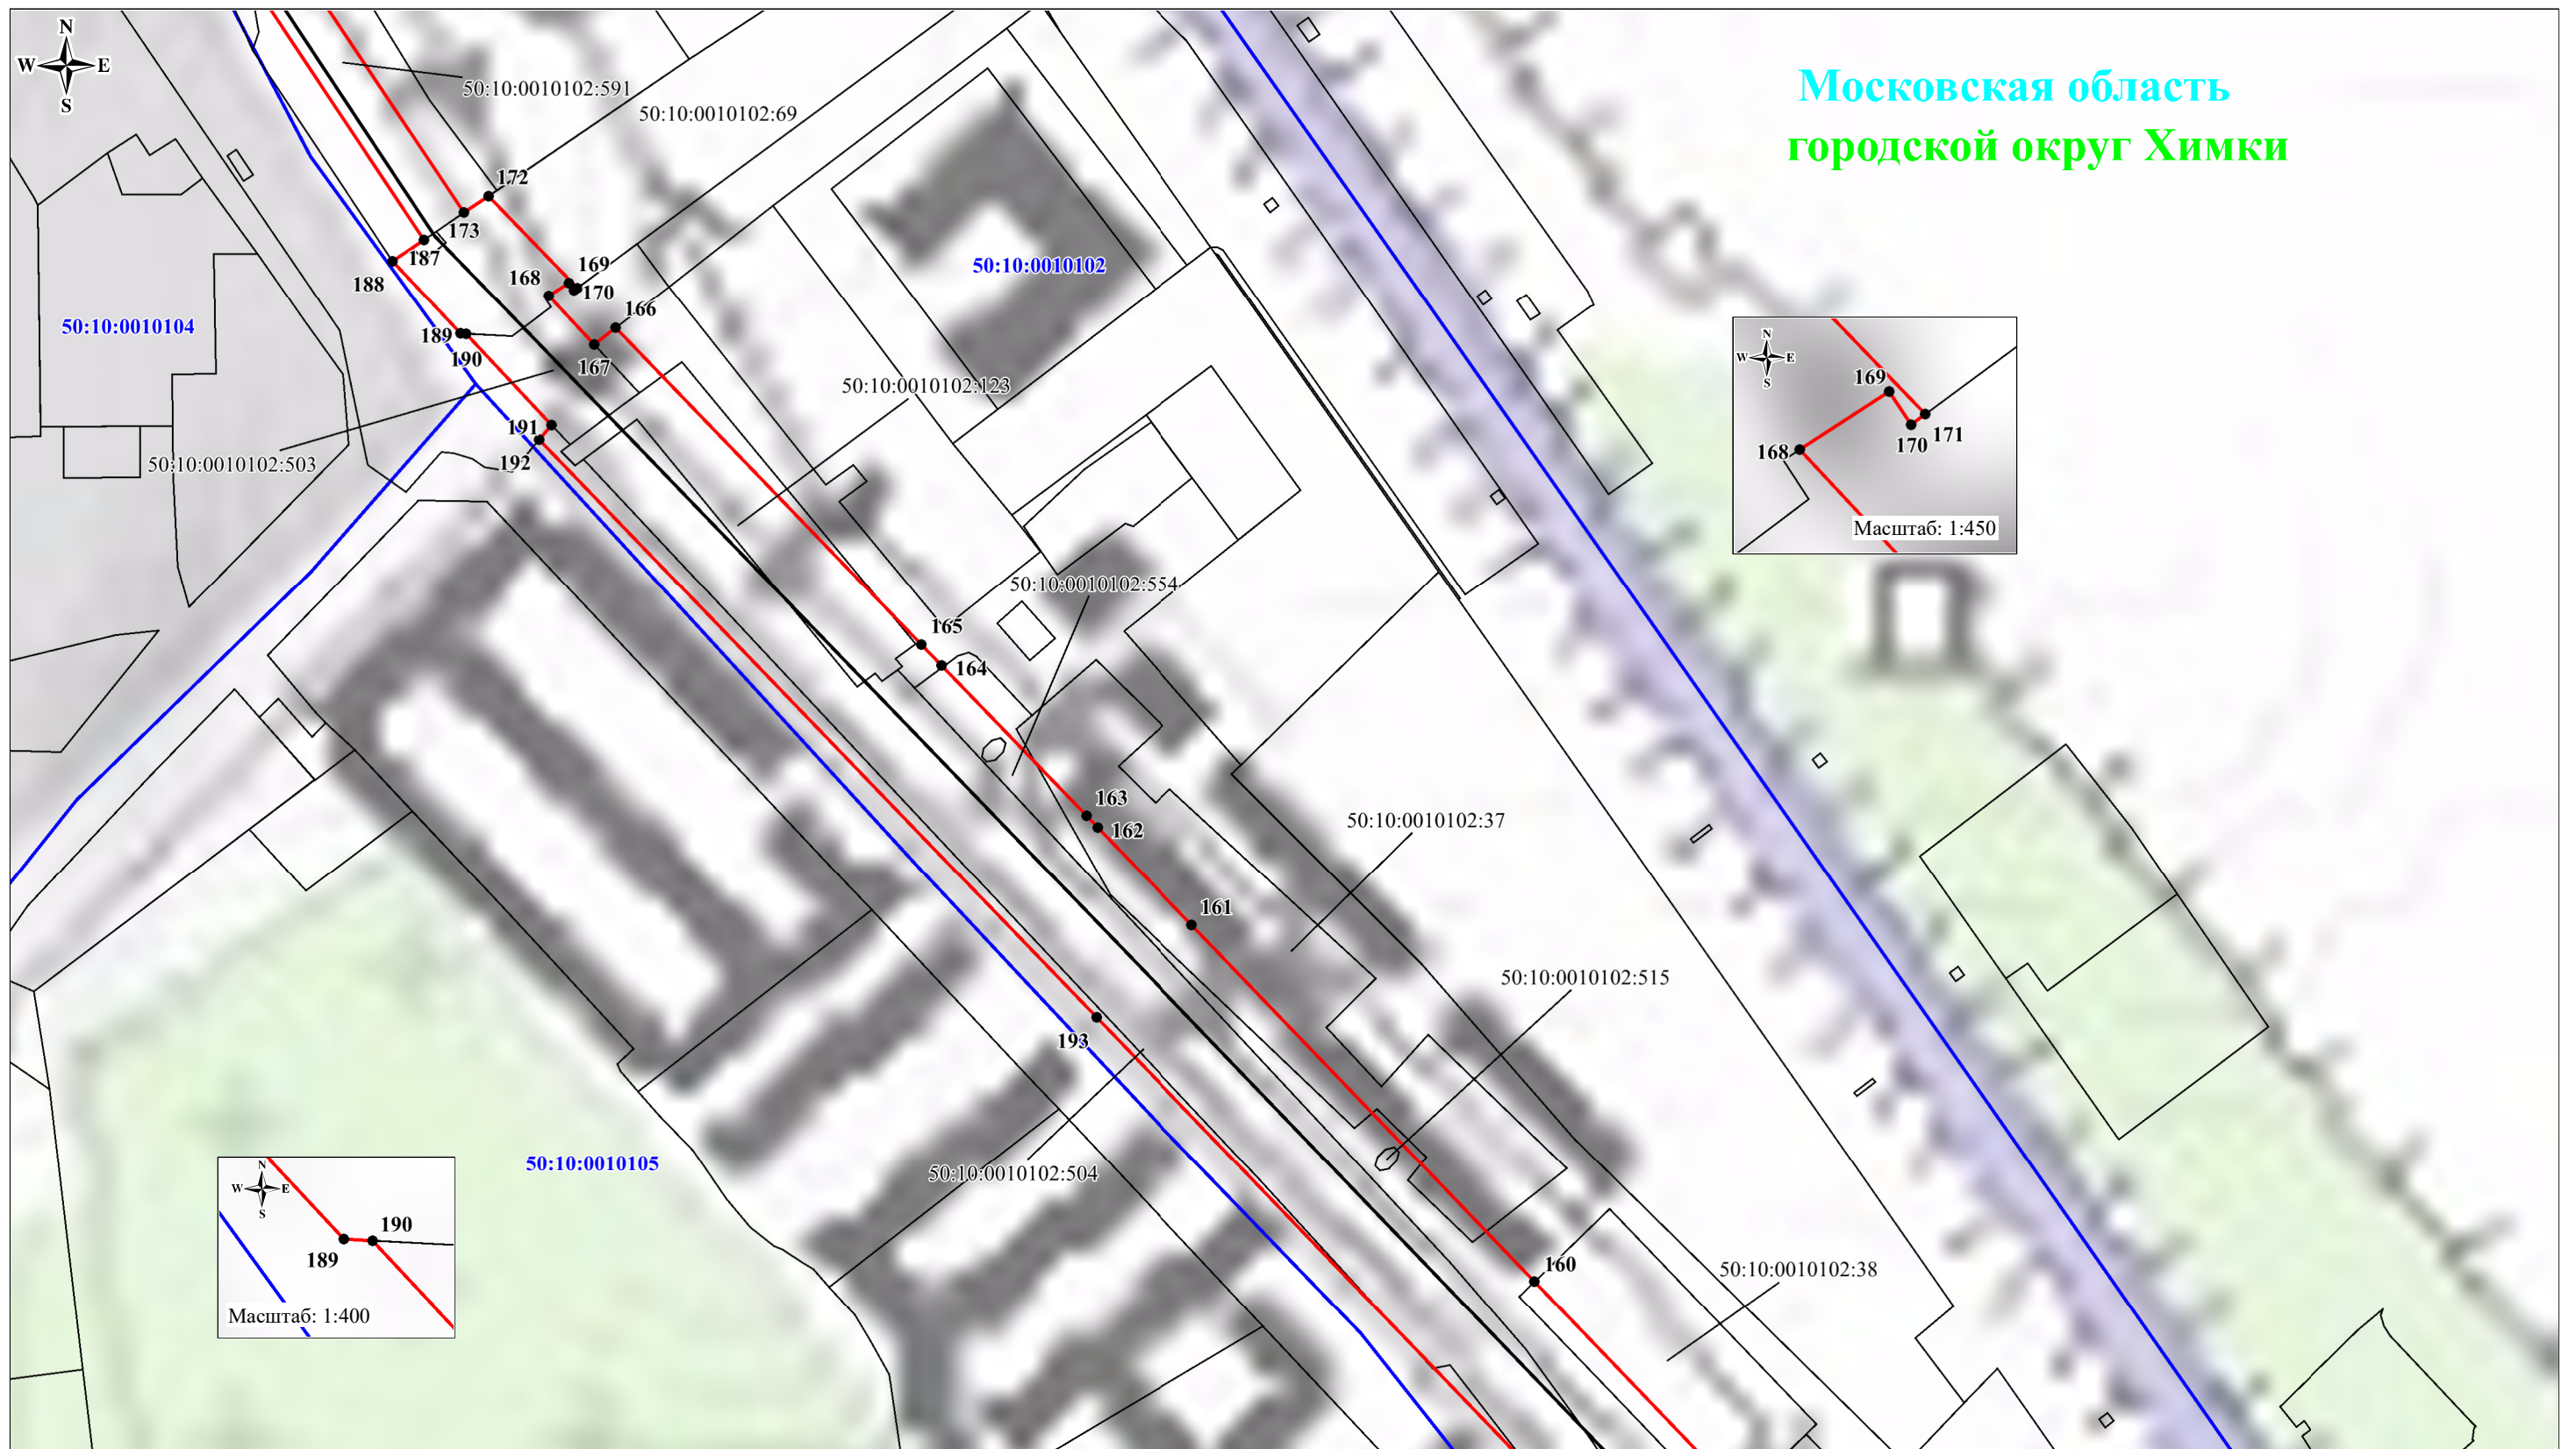 N
W E
S
50:10:0010102:591
50:10:0010102:69
Московская область
городской округ Химки
172
173
187
188
50:10:0010102
169
168
170
166
50:10:0010104
189
190
167
50:10:0010102:123
191
192
50:10:0010102:503
N
W E
S
169
171
170
168
Масштаб: 1:450
50:10:0010102:554
165
164
163
162
50:10:0010102:37
161
50:10:0010102:515
193
50:10:0010105
50:10:0010102:504
N
W E
S
190
189
Масштаб: 1:400
160
50:10:0010102:38